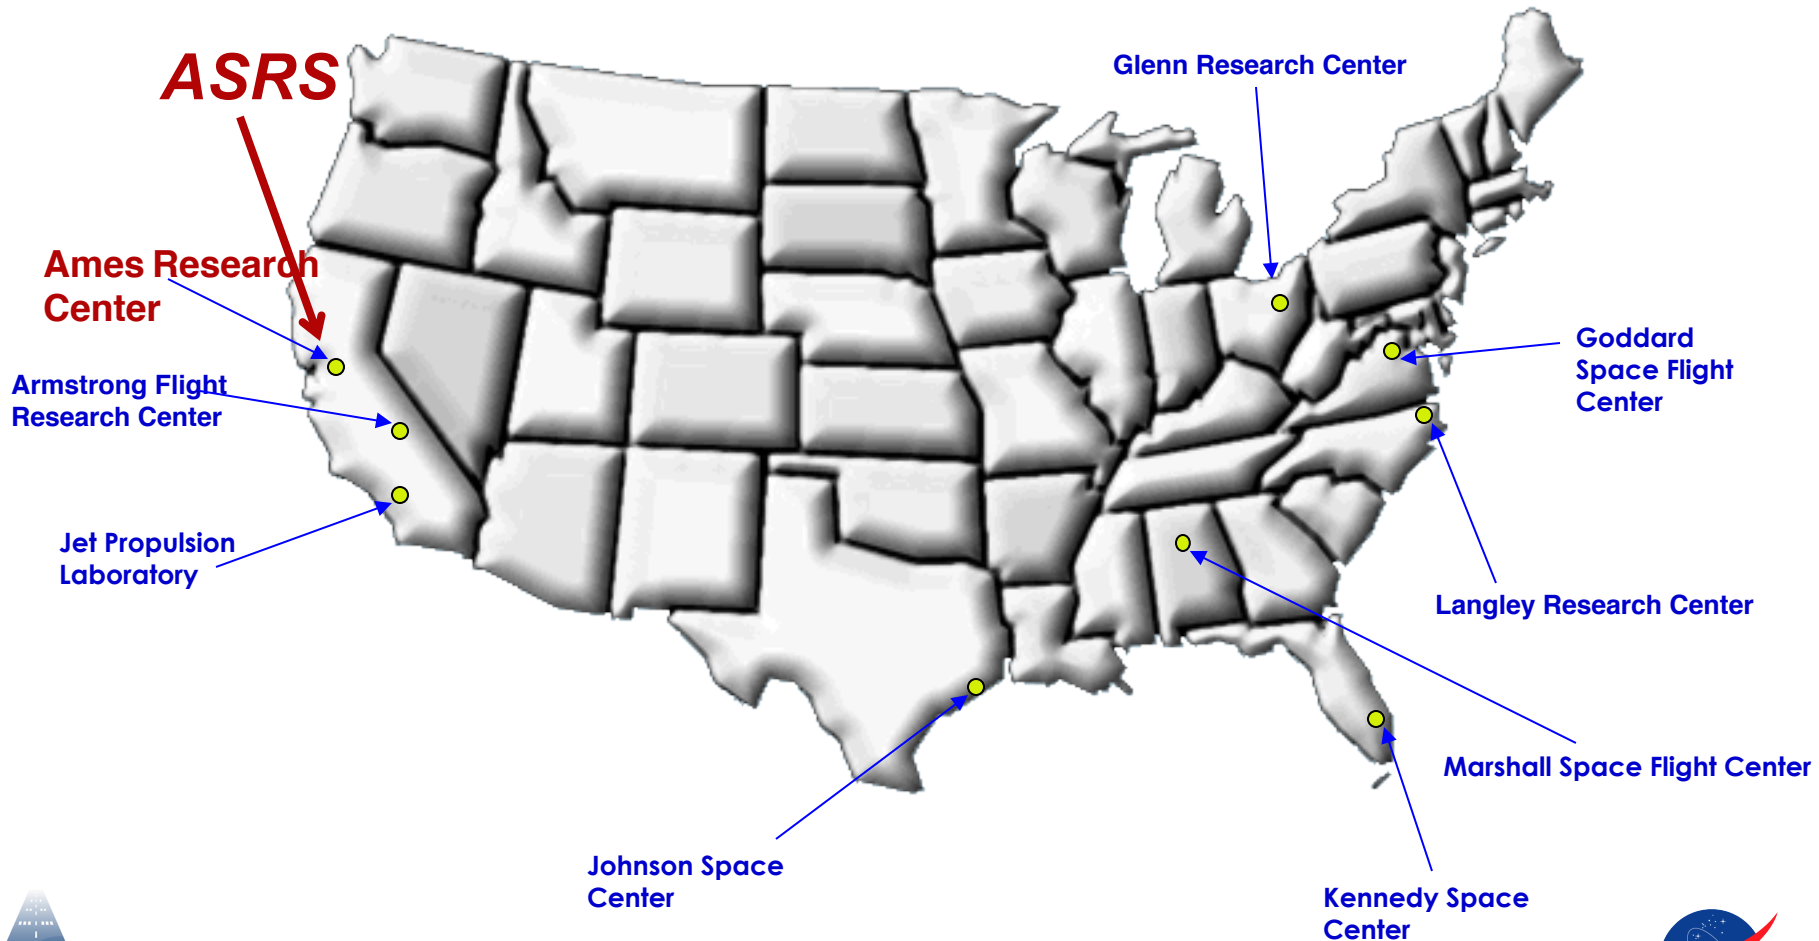 ASRS
Glenn Research Center
Ames Research
Center
Goddard
Space Flight
Center
Armstrong Flight
Research Center
Jet Propulsion
Laboratory
Langley Research Center
Marshall Space Flight Center
Johnson Space
Center
Kennedy Space
Center